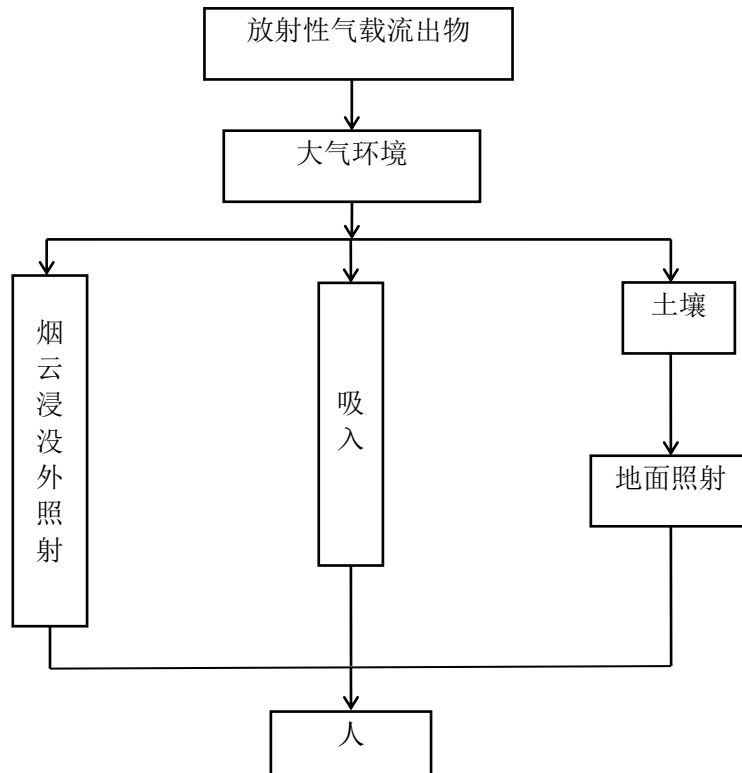 放射性气载流出物
大气环境
烟云浸没外照射
吸入
土壤
地面照射
人